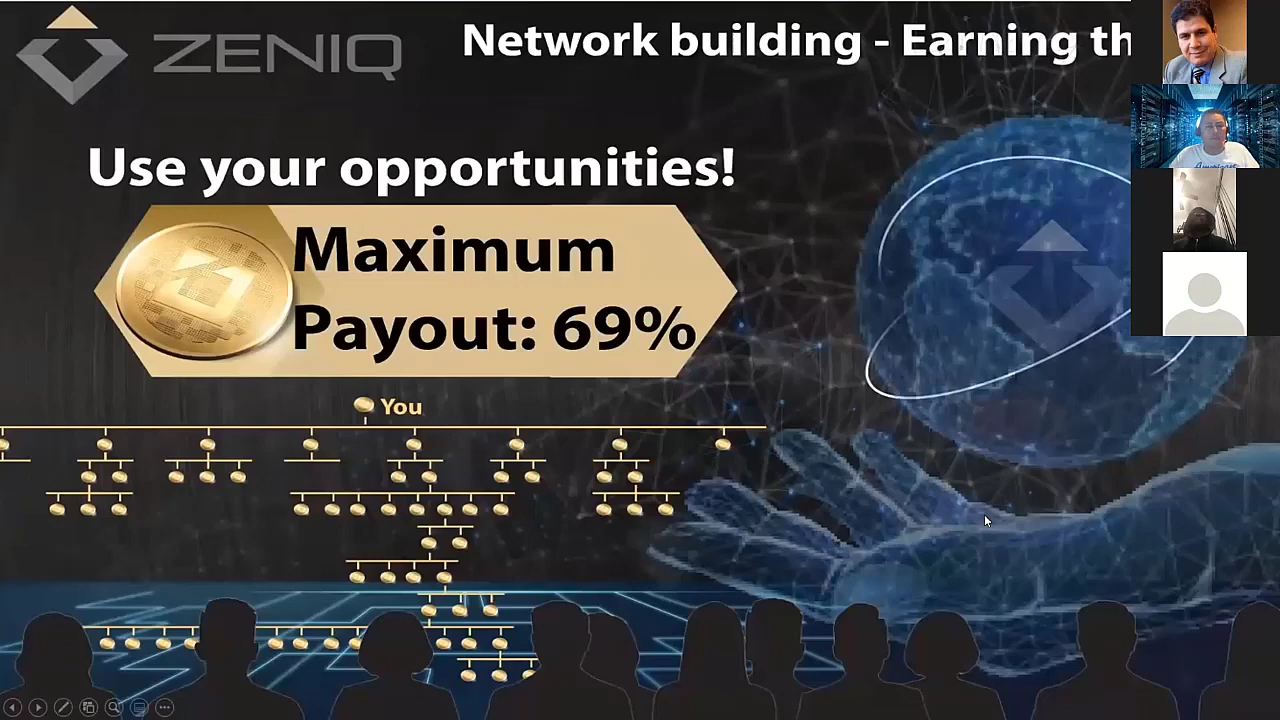 ZENIQ
Network building - Earning th
Use your opportunities!
Maximum
Payout: 69%
You